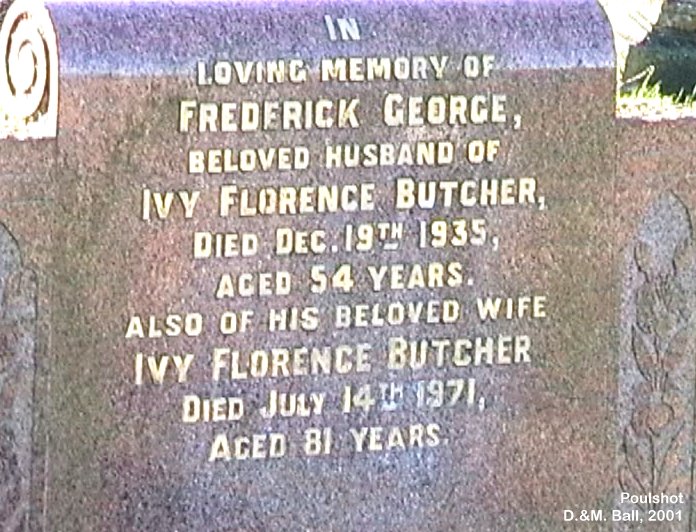 IN
LOVING MEMORY OF
FREDERICK GEORGE,
BELOVED HUSBAND OF
IVY FLORENCE BUTCHER,
DIED DEC. 19TH 1935,
AGED 54 YEARS.
ALSO OF HIS BELOVED WIFE
IVY FLORENCE BUTCHER
DIED JULY 14TH 1971,
AGED 81 YEARS
Poulshot
D.&M. Ball, 2001